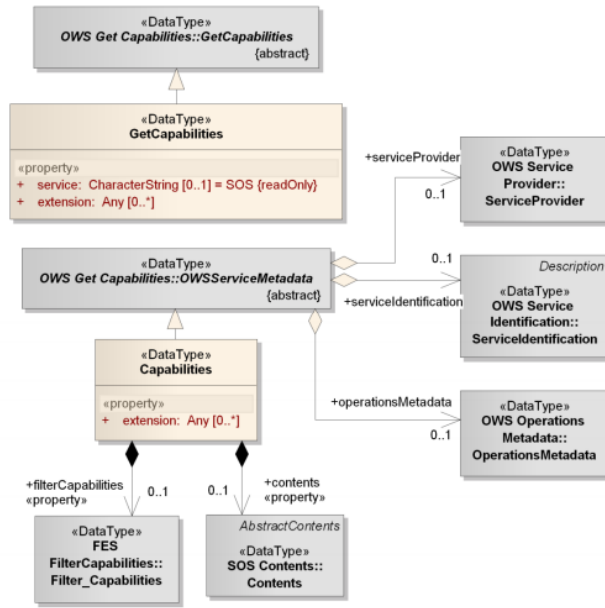 «DataType»
OWS Get Capabilities::GetCapabilities
{abstract}
«DataType»
GetCapabilities
«property»
+ service: CharacterString [0..1] = SOS {readOnly}
+ extension: Any [0..*]
+serviceProvider
0..1
«DataType»
OWS Service
Provider::
ServiceProvider
«DataType»
OWS Get Capabilities::OWSServiceMetadata
{abstract}
0..1
+serviceIdentification
Description
«DataType»
OWS Service
Identification::
ServiceIdentification
«DataType»
Capabilities
«property»
+ extension: Any [0..*]
+operationsMetadata
0..1
«DataType»
OWS Operations
Metadata::
OperationsMetadata
+filterCapabilities
«property»
0..1
0..1
+contents
«property»
«DataType»
FES
FilterCapabilities::
Filter_Capabilities
AbstractContents
«DataType»
SOS Contents::
Contents